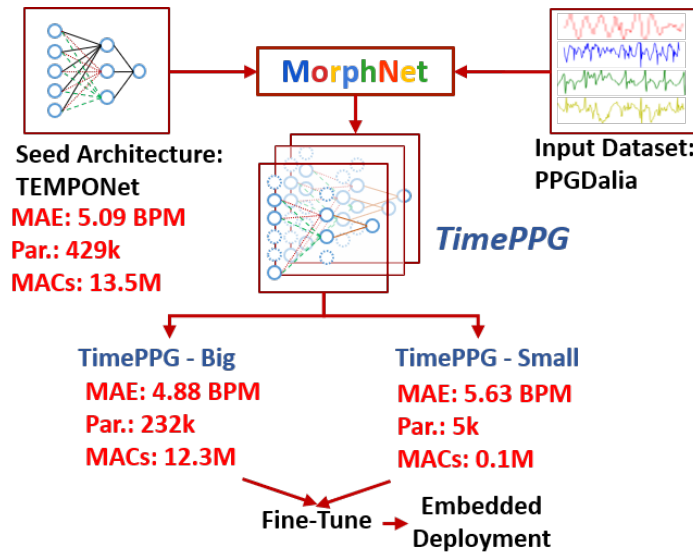 MorphNet
Seed Architecture:
TEMPONet
MAE: 5.09 BPM
Par.: 429k
MACs: 13.5M
Input Dataset:
PPGDalia
TimePPG
TimePPG - Big
MAE: 4.88 BPM
Par.: 232k
MACs: 12.3M
TimePPG - Small
MAE: 5.63 BPM
Par.: 5k
MACs: 0.1M
Fine-Tune
Embedded
Deployment